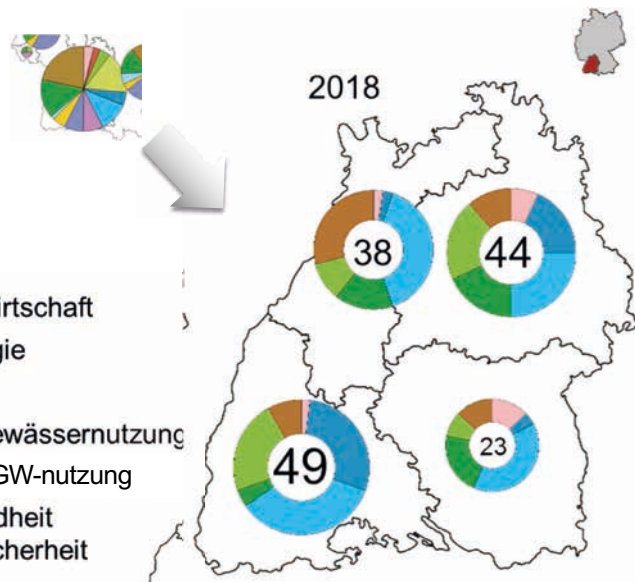 2018
38
44
irtschaft
gie
ewässernutzung
GW-nutzung
49
23
dheit
cherheit